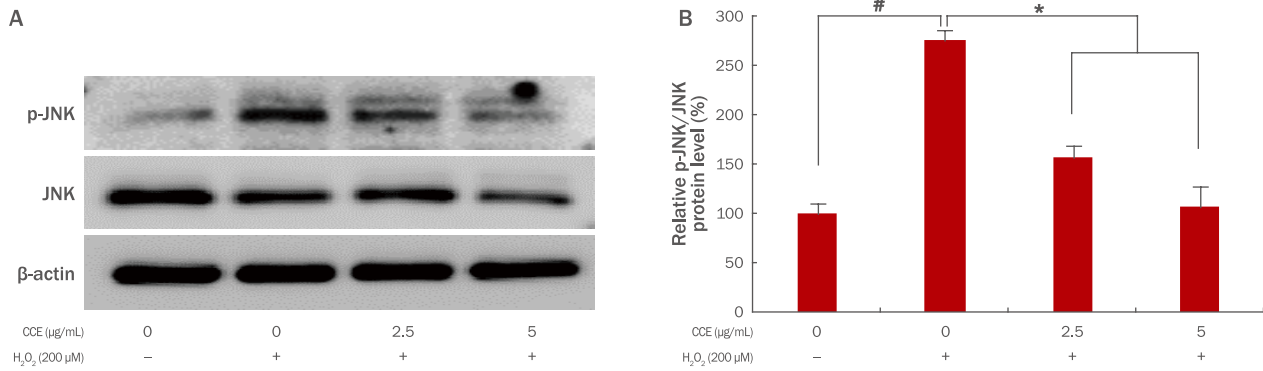 A
p-JNK
JNK
β-actin
CCE (µg/mL) 0 0 2.5 5
H₂O₂ (200 µM) – + + +
B
Relative p-JNK/JNK
protein level (%)
300
250
200
150
100
50
0
# *
CCE (µg/mL) 0 0 2.5 5
H₂O₂ (200 µM) – + + +